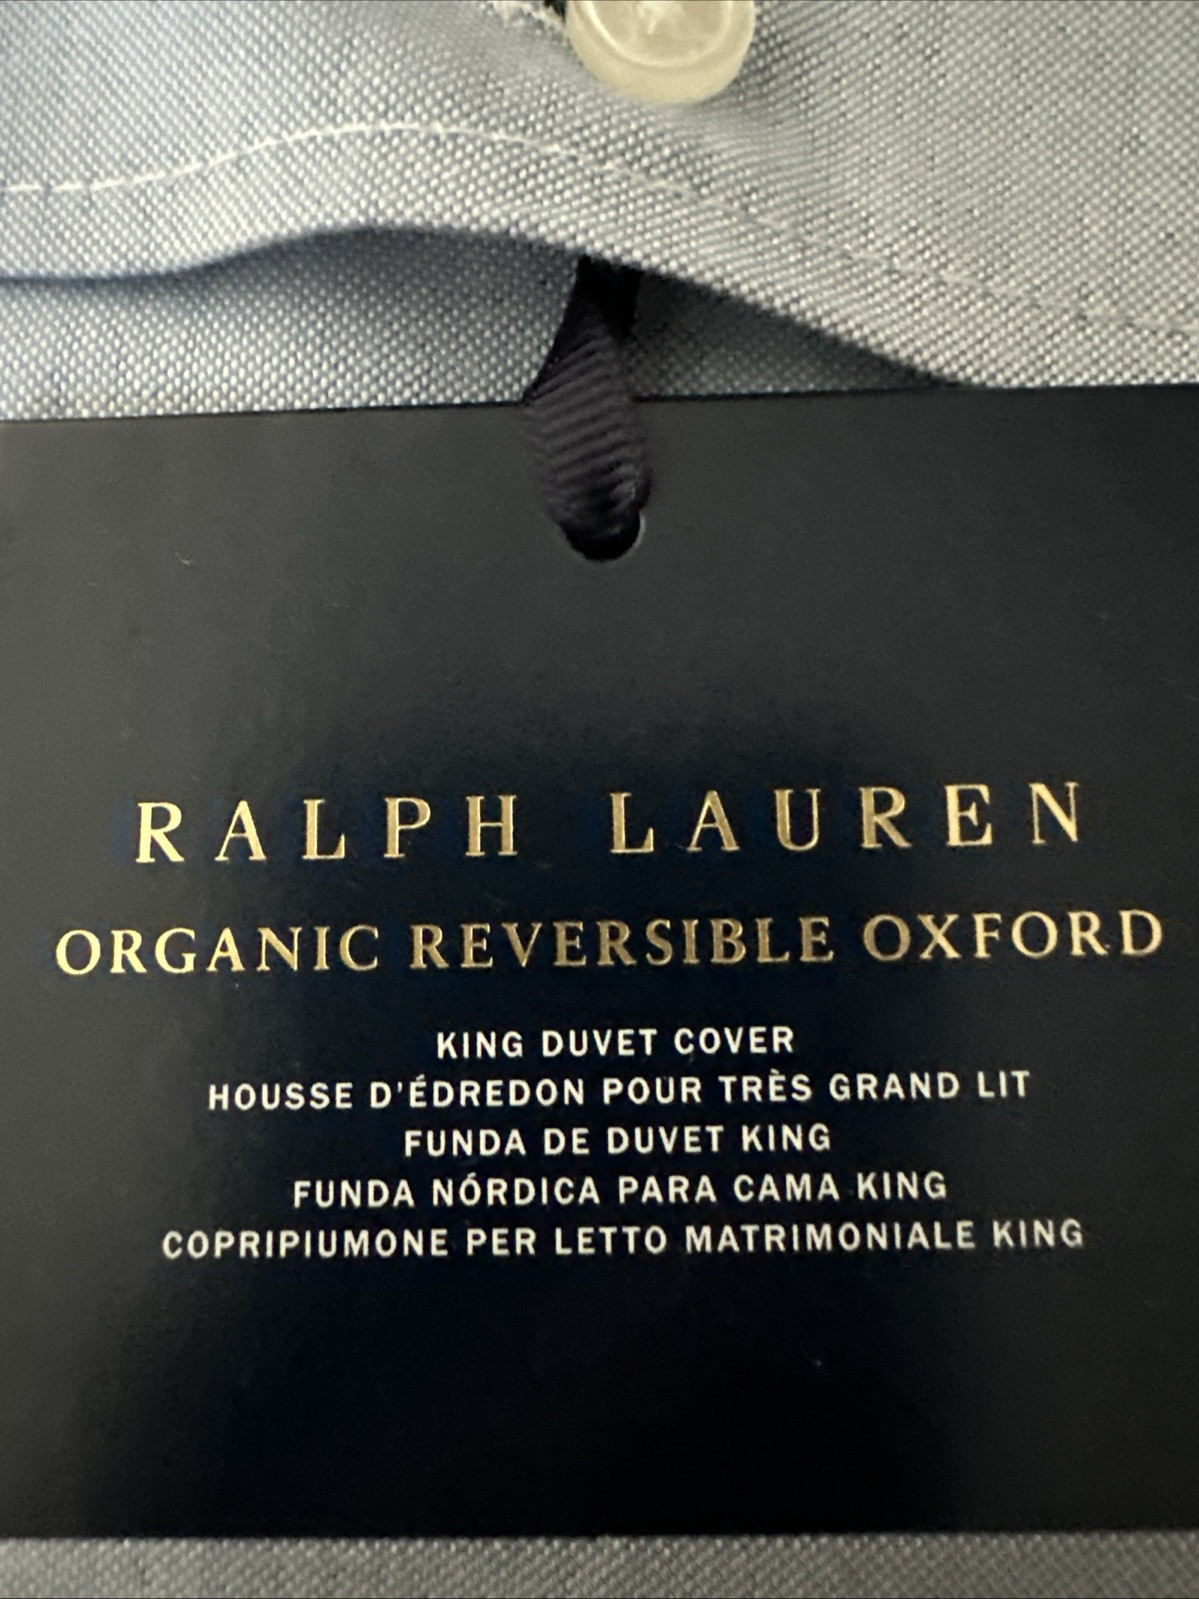 RALPH LAUREN
ORGANIC REVERSIBLE OXFORD
KING DUVET COVER
HOUSSE D'ÉDREDON POUR TRÈS GRAND LIT
FUNDA DE DUVET KING
FUNDA NÓRDICA PARA CAMA KING
COPRIPIUMONE PER LETTO MATRIMONIALE KING